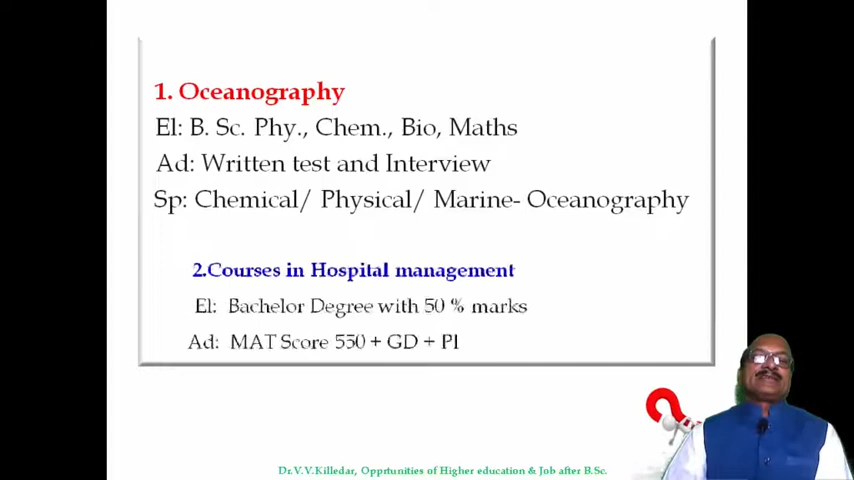 1. Oceanography
El: B. Sc. Phy., Chem., Bio, Maths
Ad: Written test and Interview
Sp: Chemical/ Physical/ Marine- Oceanography
2.Courses in Hospital management
El: Bachelor Degree with 50 % marks
Ad: MAT Score 550 + GD + PI
Dr.V.V.Killedar, Opprtunities of Higher education & Job after B.Sc.